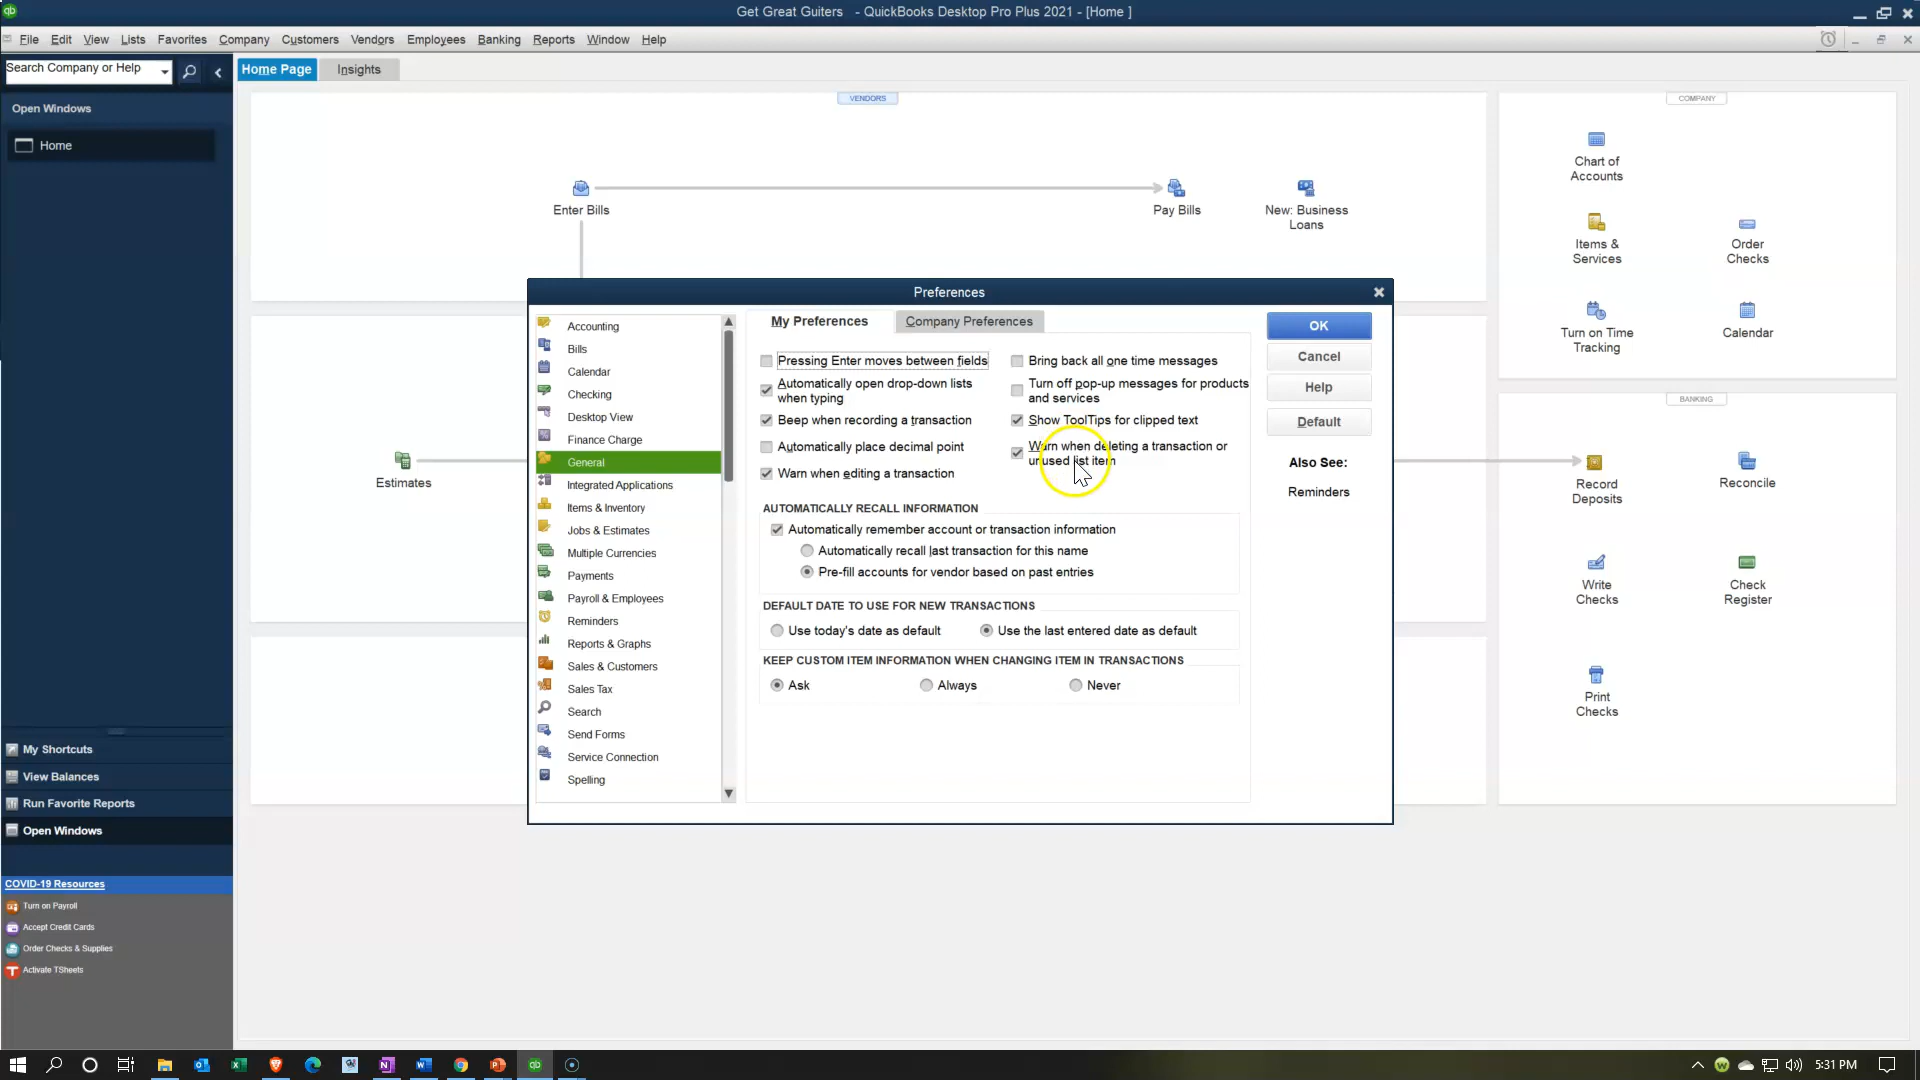 Get Great Guiters - QuickBooks Desktop Pro Plus 2021 - [Home ]
File Edit View Lists Favorites Company Customers Vendors Employees Banking Reports Window Help
Search Company or Help
Home Page Insights
Open Windows
Home
VENDORS
Enter Bills
Pay Bills
New: Business
Loans
COMPANY
Chart of
Accounts
Items &
Services
Order
Checks
Turn on Time
Tracking
Calendar
Estimates
BANKING
Record
Deposits
Reconcile
Write
Checks
Check
Register
Print
Checks
Preferences
Accounting
Bills
Calendar
Checking
Desktop View
Finance Charge
General
Integrated Applications
Items & Inventory
Jobs & Estimates
Multiple Currencies
Payments
Payroll & Employees
Reminders
Reports & Graphs
Sales & Customers
Sales Tax
Search
Send Forms
Service Connection
Spelling
My Preferences Company Preferences
Pressing Enter moves between fields
Automatically open drop-down lists
when typing
Beep when recording a transaction
Automatically place decimal point
Warn when editing a transaction
Bring back all one time messages
Turn off pop-up messages for products
and services
Show ToolTips for clipped text
Warn when deleting a transaction or
unused list item
AUTOMATICALLY RECALL INFORMATION
Automatically remember account or transaction information
Automatically recall last transaction for this name
Pre-fill accounts for vendor based on past entries
DEFAULT DATE TO USE FOR NEW TRANSACTIONS
Use today's date as default Use the last entered date as default
KEEP CUSTOM ITEM INFORMATION WHEN CHANGING ITEM IN TRANSACTIONS
Ask Always Never
OK
Cancel
Help
Default
Also See:
Reminders
My Shortcuts
View Balances
Run Favorite Reports
Open Windows
COVID-19 Resources
Turn on Payroll
Accept Credit Cards
Order Checks & Supplies
Activate TSheets
5:31 PM